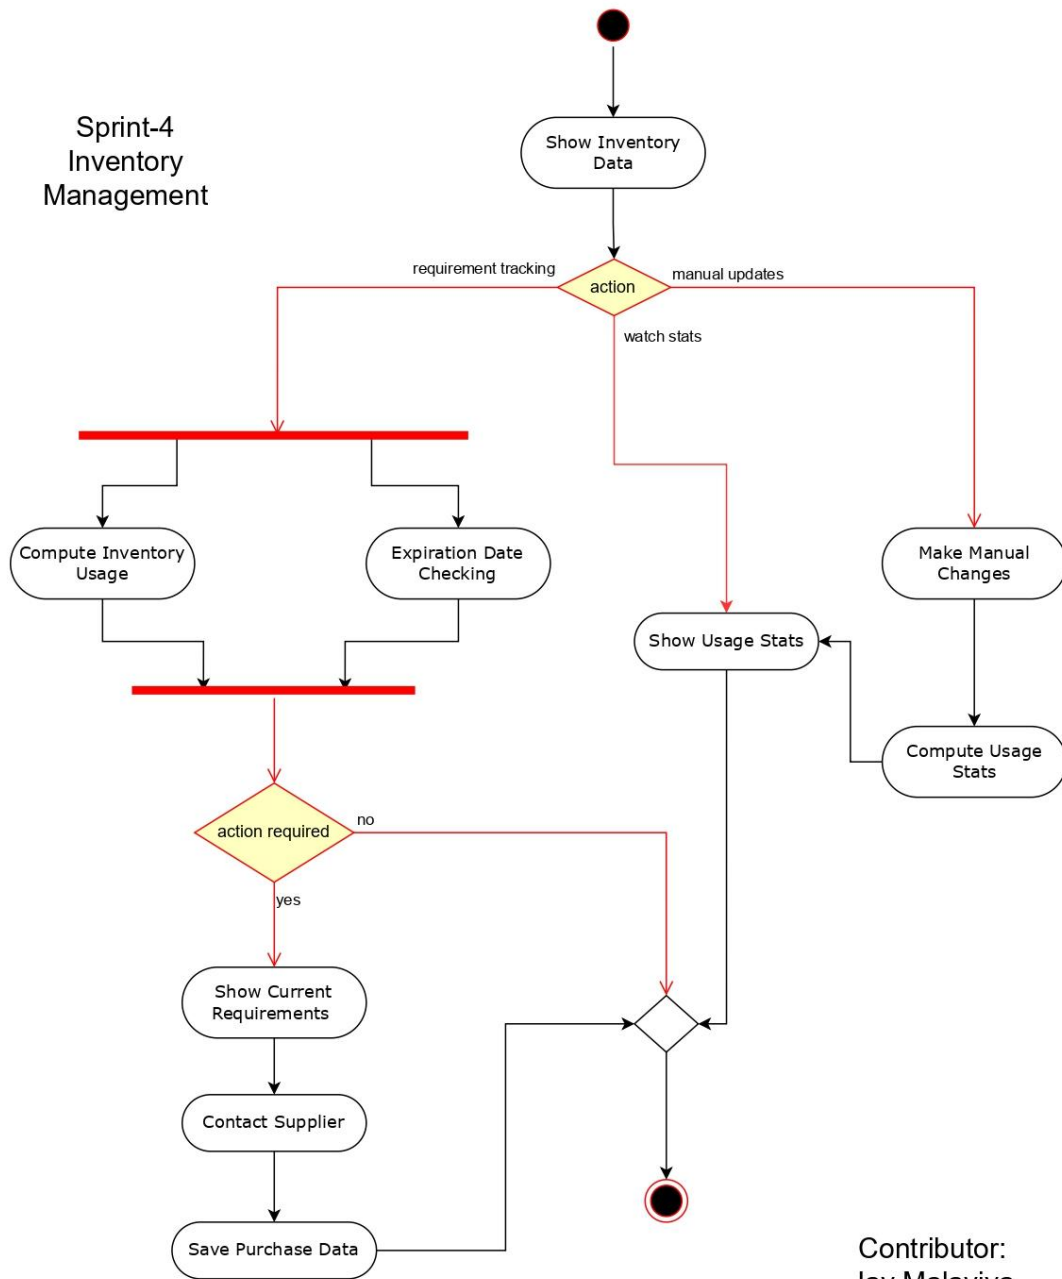 Sprint-4
Inventory
Management
Show Inventory
Data
requirement tracking
action
manual updates
watch stats
Compute Inventory
Usage
Expiration Date
Checking
Make Manual
Changes
Show Usage Stats
Compute Usage
Stats
action required
no
yes
Show Current
Requirements
Contact Supplier
Save Purchase Data
Contributor: